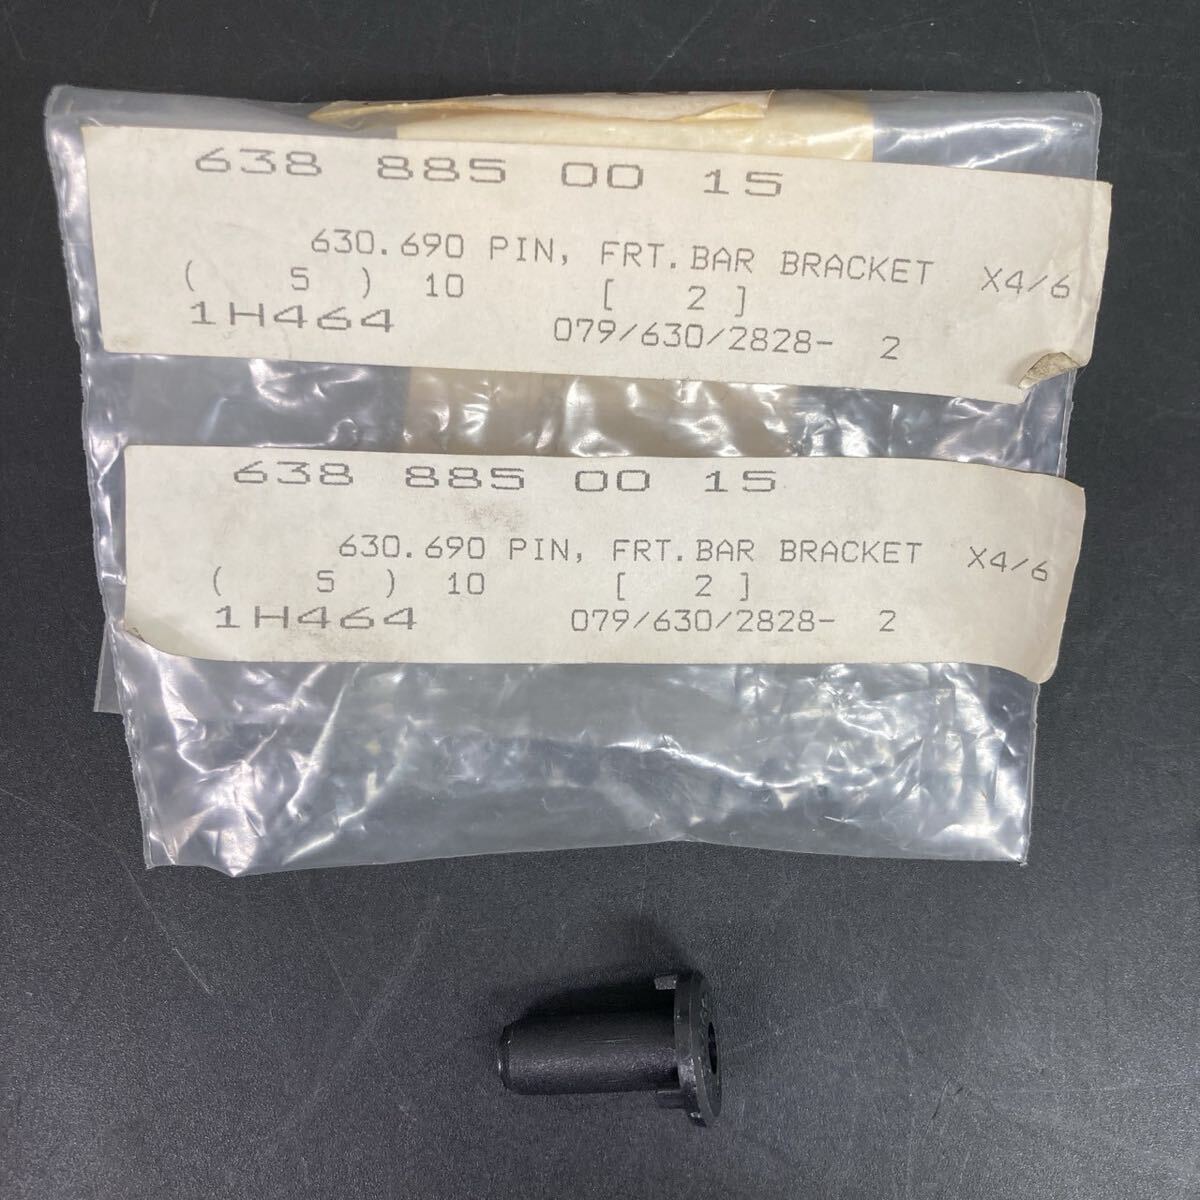 638 885 00 15
630.690 PIN, FRT.BAR BRACKET X4/6
( 5 ) 10 [ 2 ]
1H464 079/630/2828- 2
638 885 00 15
630.690 PIN, FRT.BAR BRACKET X4/6
( 5 ) 10 [ 2 ]
1H464 079/630/2828- 2